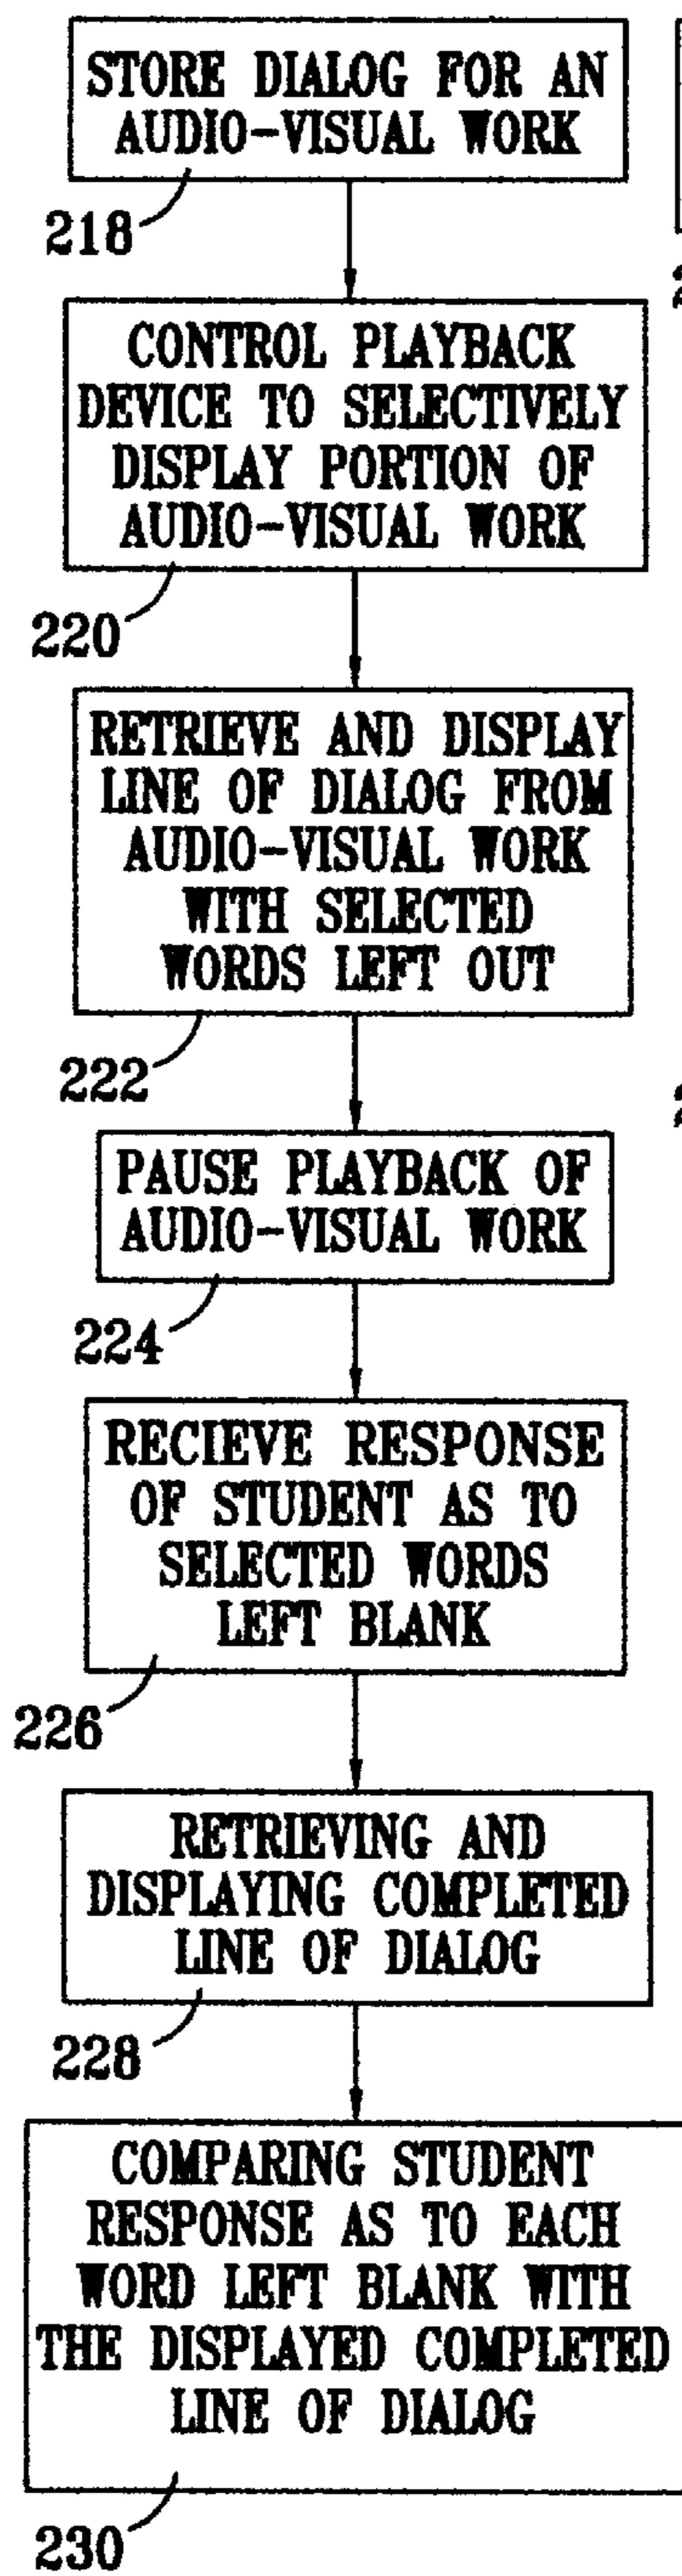 STORE DIALOG FOR AN
AUDIO-VISUAL WORK
218
CONTROL PLAYBACK
DEVICE TO SELECTIVELY
DISPLAY PORTION OF
AUDIO-VISUAL WORK
220
RETRIEVE AND DISPLAY
LINE OF DIALOG FROM
AUDIO-VISUAL WORK
WITH SELECTED
WORDS LEFT OUT
222
PAUSE PLAYBACK OF
AUDIO-VISUAL WORK
224
RECIEVE RESPONSE
OF STUDENT AS TO
SELECTED WORDS
LEFT BLANK
226
RETRIEVING AND
DISPLAYING COMPLETED
LINE OF DIALOG
228
COMPARING STUDENT
RESPONSE AS TO EACH
WORD LEFT BLANK WITH
THE DISPLAYED COMPLETED
LINE OF DIALOG
230